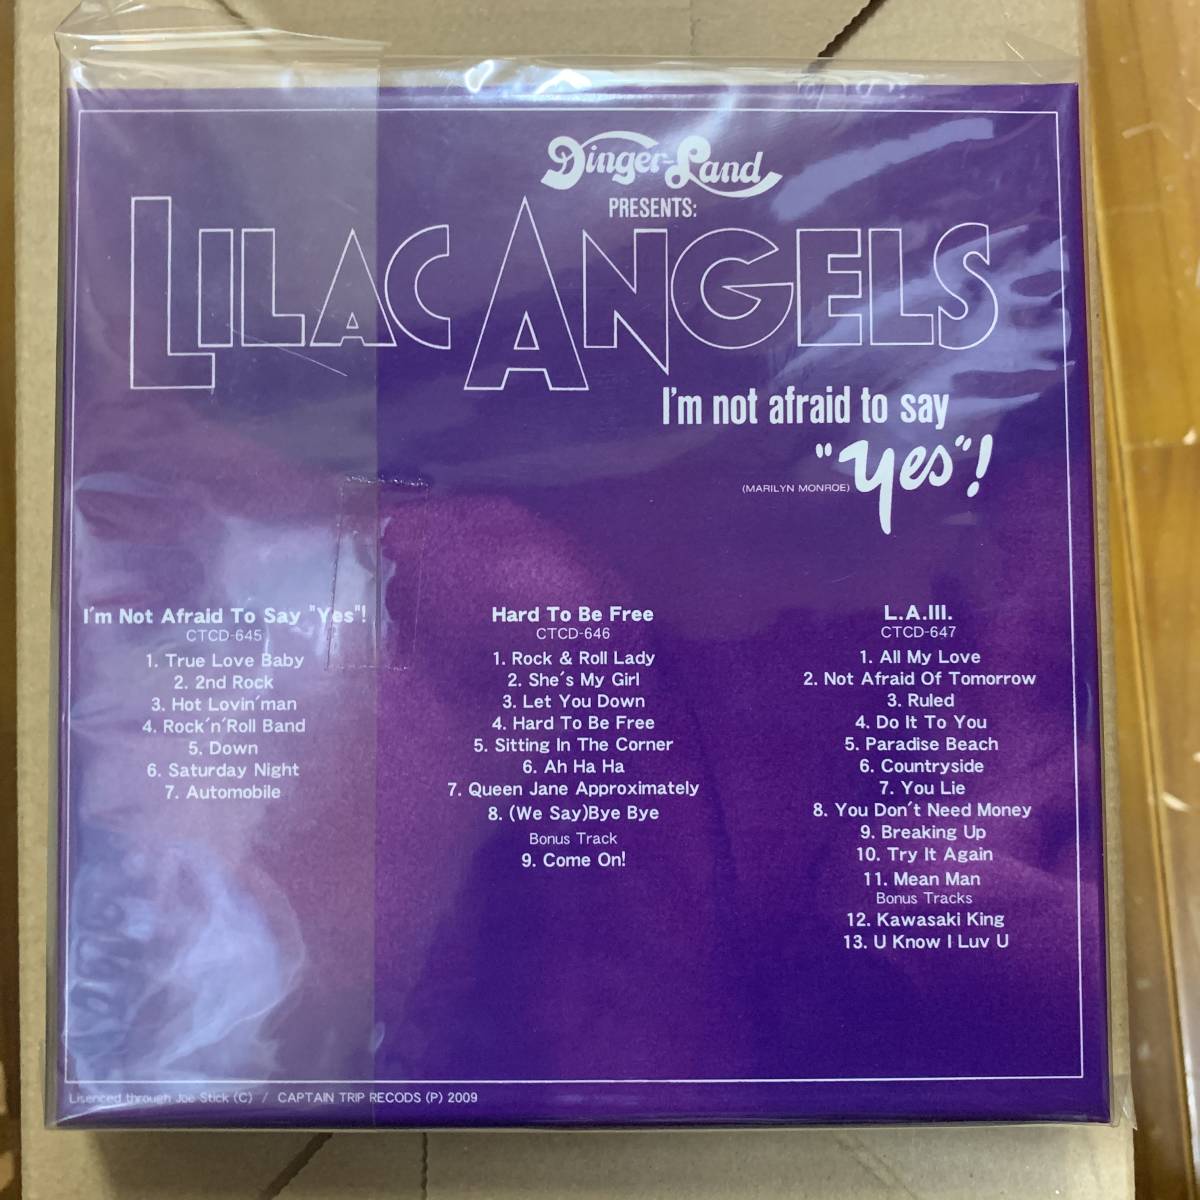 Dinger-Land
PRESENTS:
LILAC ANGELS
I'm not afraid to say
"Yes"!
(MARILYN MONROE)
I'm Not Afraid To Say "Yes"!
CTCD-645
1. True Love Baby
2. 2nd Rock
3. Hot Lovin'man
4. Rock'n'Roll Band
5. Down
6. Saturday Night
7. Automobile
Hard To Be Free
CTCD-646
1. Rock & Roll Lady
2. She's My Girl
3. Let You Down
4. Hard To Be Free
5. Sitting In The Corner
6. Ah Ha Ha
7. Queen Jane Approximately
8. (We Say)Bye Bye
Bonus Track
9. Come On!
L.A.III.
CTCD-647
1. All My Love
2. Not Afraid Of Tomorrow
3. Ruled
4. Do It To You
5. Paradise Beach
6. Countryside
7. You Lie
8. You Don't Need Money
9. Breaking Up
10. Try It Again
11. Mean Man
Bonus Tracks
12. Kawasaki King
13. U Know I Luv U
Lisenced through Joe Stick (C) / CAPTAIN TRIP RECODS (P) 2009